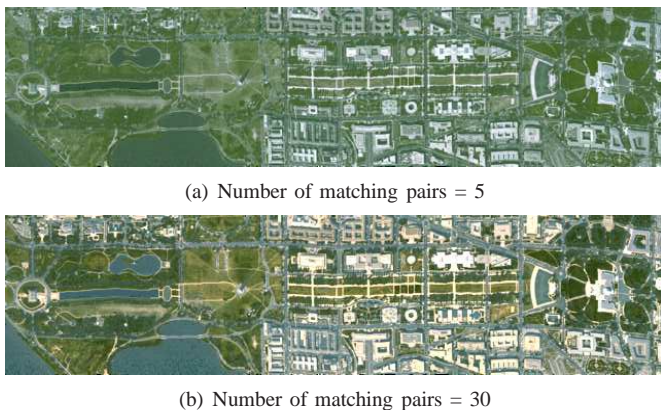 (a) Number of matching pairs = 5
(b) Number of matching pairs = 30